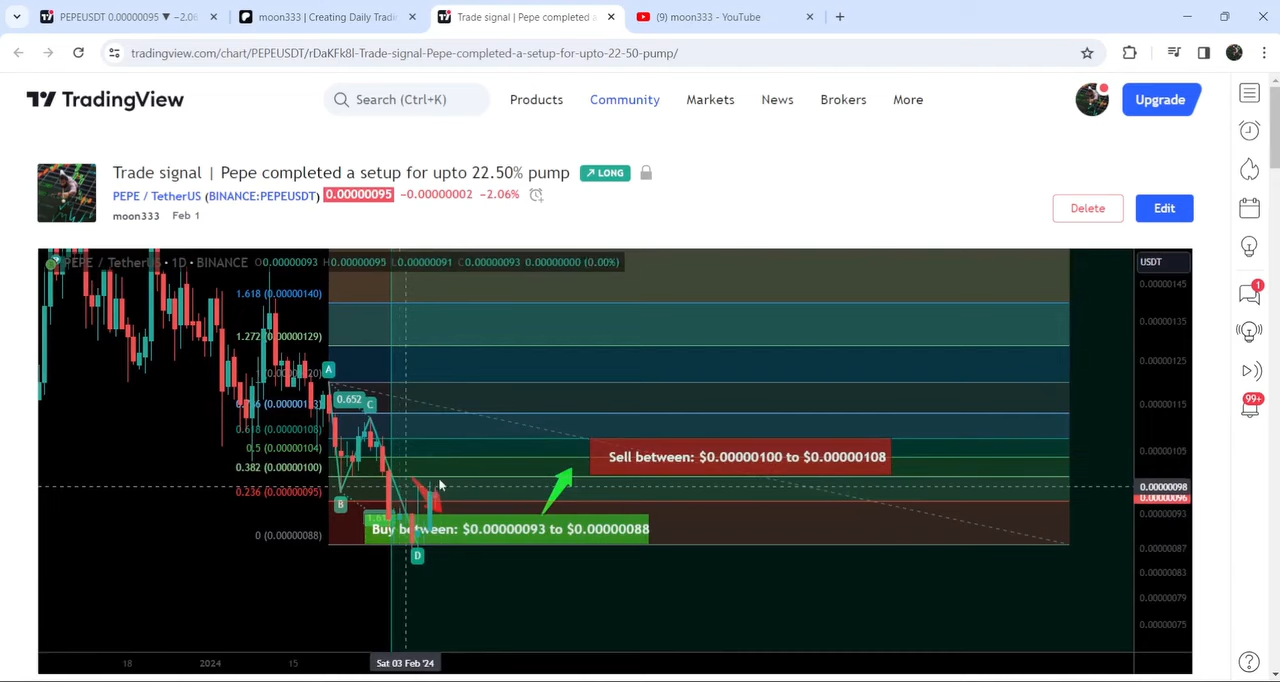 PEPEUSDT 0.00000095 ▼ −2.0
moon333 | Creating Daily Tradin
Trade signal | Pepe completed a
(9) moon333 - YouTube
tradingview.com/chart/PEPEUSDT/rDaKFk8l-Trade-signal-Pepe-completed-a-setup-for-upto-22-50-pump/
TradingView
Search (Ctrl+K)
Products
Community
Markets
News
Brokers
More
Upgrade
Trade signal | Pepe completed a setup for upto 22.50% pump
LONG
PEPE / TetherUS (BINANCE:PEPEUSDT) 0.00000095 −0.00000002 −2.06%
moon333 Feb 1
Delete
Edit
PEPE / TetherUS • 1D • BINANCE O0.00000093 H0.00000095 L0.00000091 C0.00000093 0.00000000 (0.00%)
USDT
0.00000145
1.618 (0.00000140)
0.00000135
1.272 (0.00000129)
0.00000125
A
0.652
C
0.00000115
0.618 (0.00000108)
0.5 (0.00000104)
0.00000105
Sell between: $0.00000100 to $0.00000108
0.382 (0.00000100)
0.00000098
0.236 (0.00000095)
0.00000096
B
0.00000093
Buy between: $0.00000093 to $0.00000088
0 (0.00000088)
0.00000087
D
0.00000083
0.00000079
0.00000075
18
2024
15
Sat 03 Feb '24
1
99+